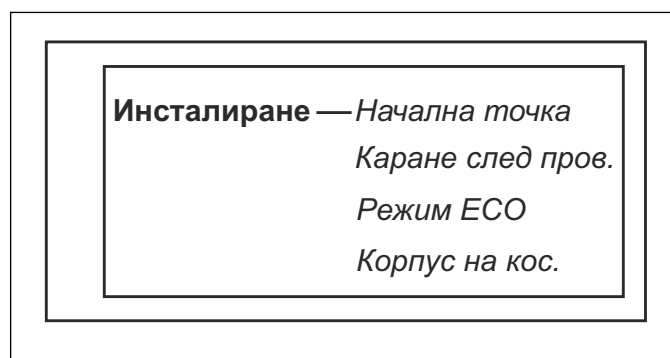 Инсталиране — Начална точка
Каране след пров.
Режим ECO
Корпус на кос.